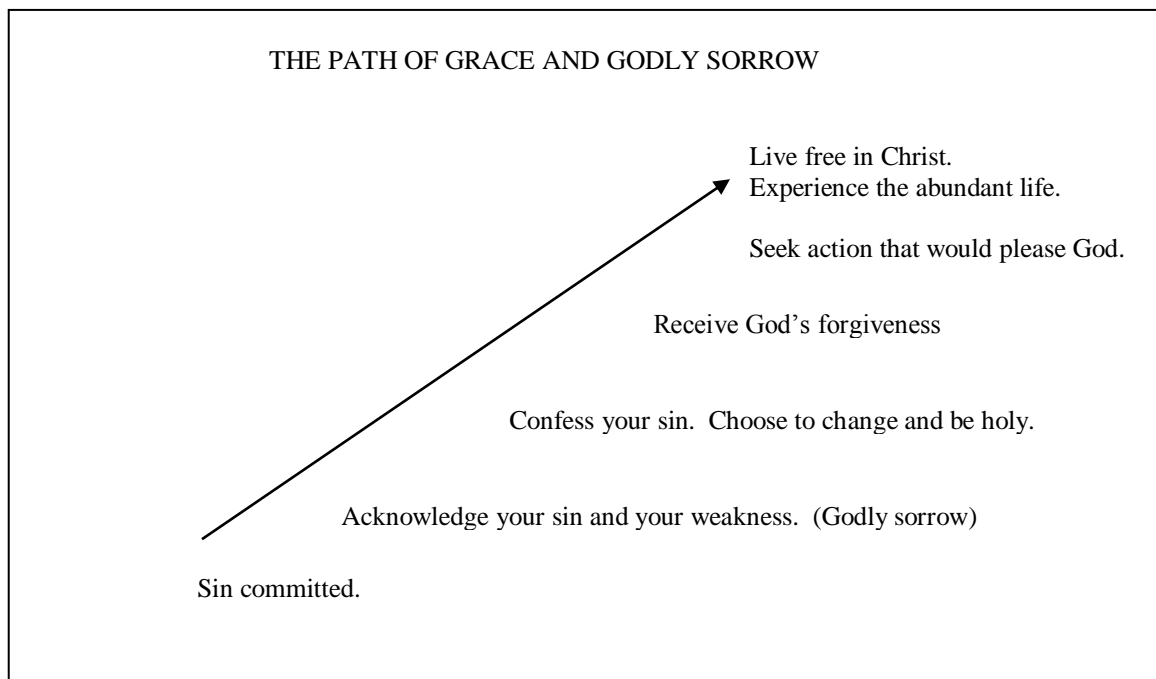 THE PATH OF GRACE AND GODLY SORROW
Live free in Christ.
Experience the abundant life.
Seek action that would please God.
Receive God’s forgiveness
Confess your sin.  Choose to change and be holy.
Acknowledge your sin and your weakness.  (Godly sorrow)
Sin committed.